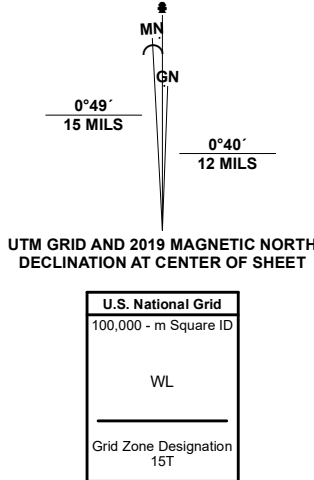 MN
GN
0°49´
15 MILS
0°40´
12 MILS
UTM GRID AND 2019 MAGNETIC NORTH
DECLINATION AT CENTER OF SHEET
U.S. National Grid
100,000 - m Square ID
WL
Grid Zone Designation
15T